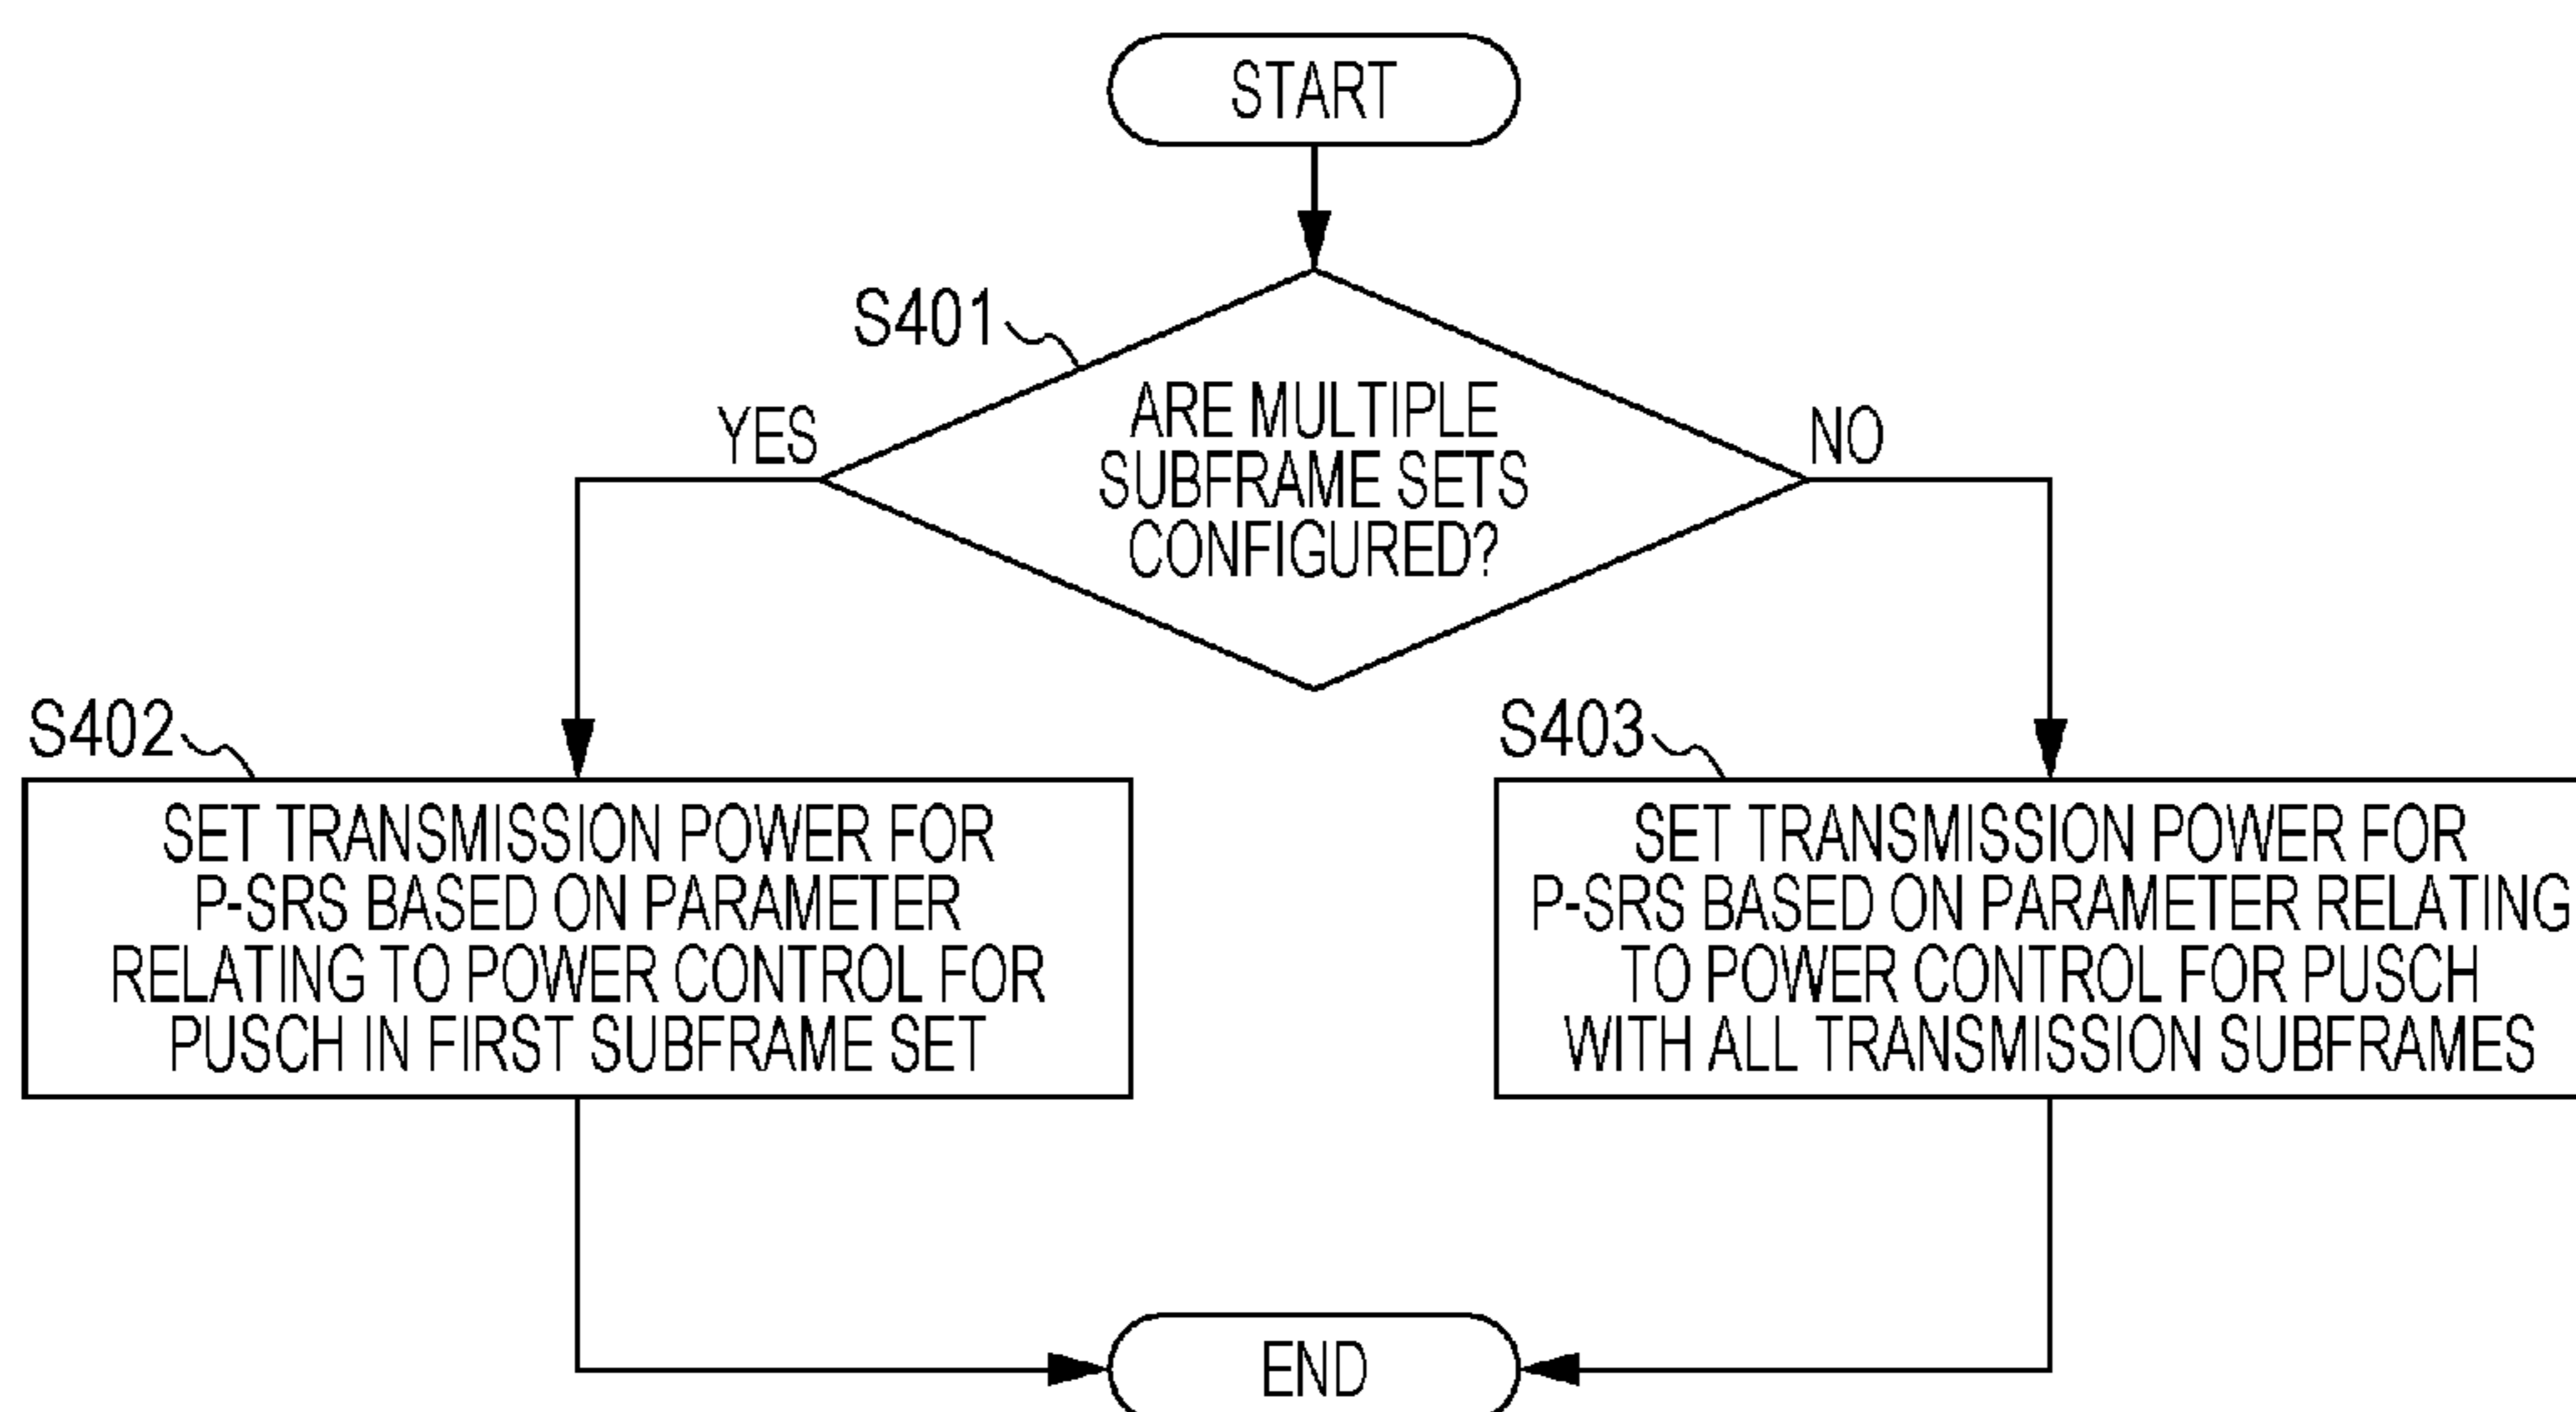 START
S401
ARE MULTIPLE
SUBFRAME SETS
CONFIGURED?
YES
NO
S402
SET TRANSMISSION POWER FOR
P-SRS BASED ON PARAMETER
RELATING TO POWER CONTROL FOR
PUSCH IN FIRST SUBFRAME SET
S403
SET TRANSMISSION POWER FOR
P-SRS BASED ON PARAMETER RELATING
TO POWER CONTROL FOR PUSCH
WITH ALL TRANSMISSION SUBFRAMES
END